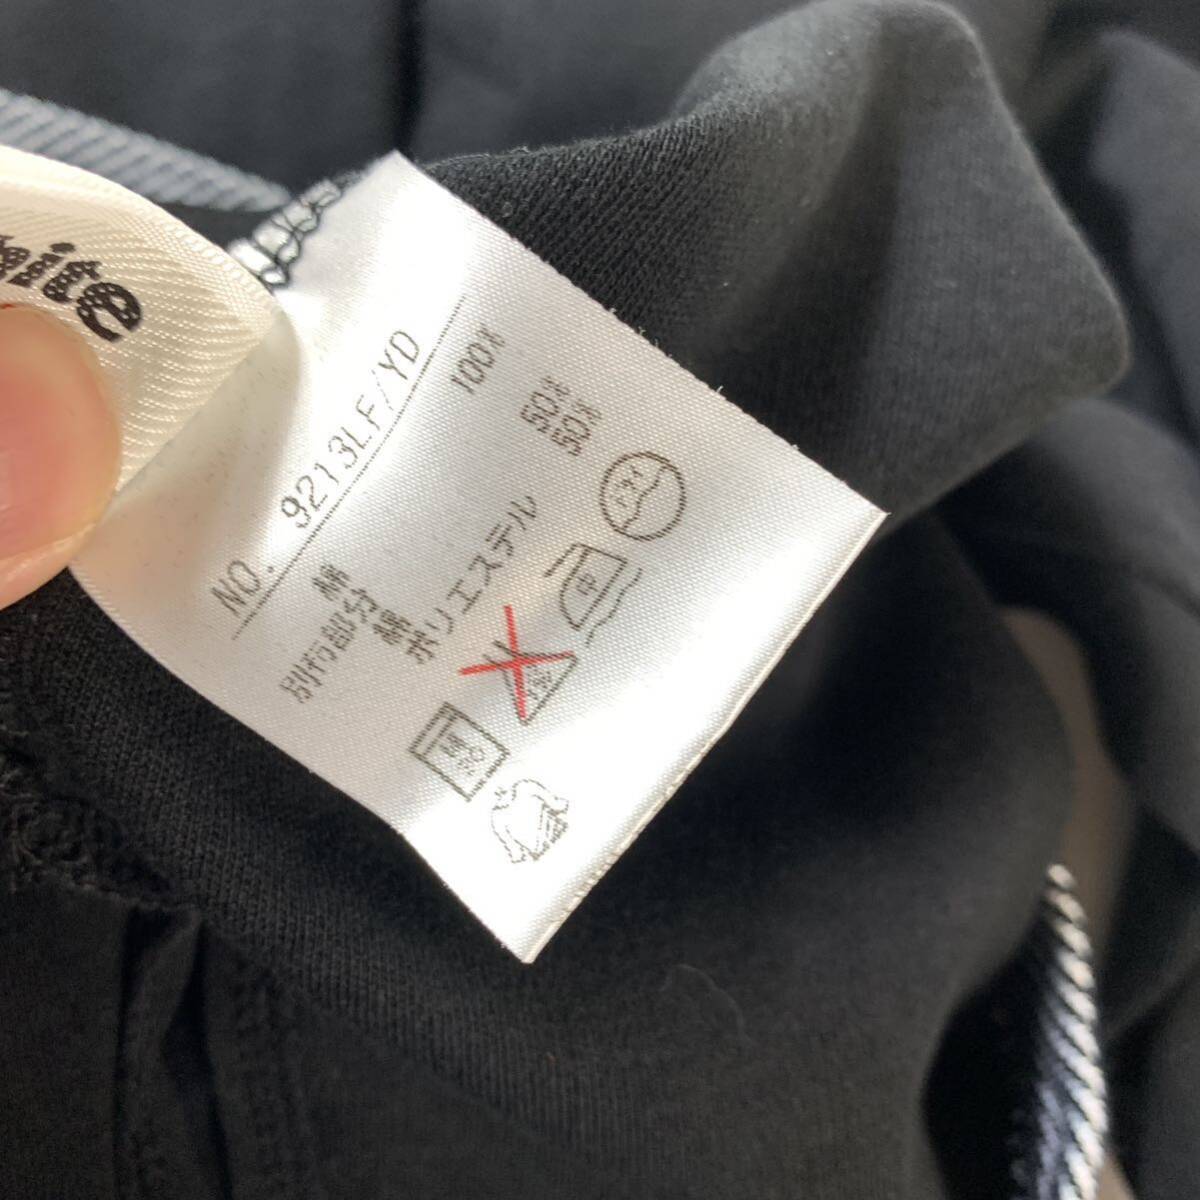 NO. 9213LF/YD
綿 100%
別布部分
綿 50%
ポリエステル 50%
中
hite